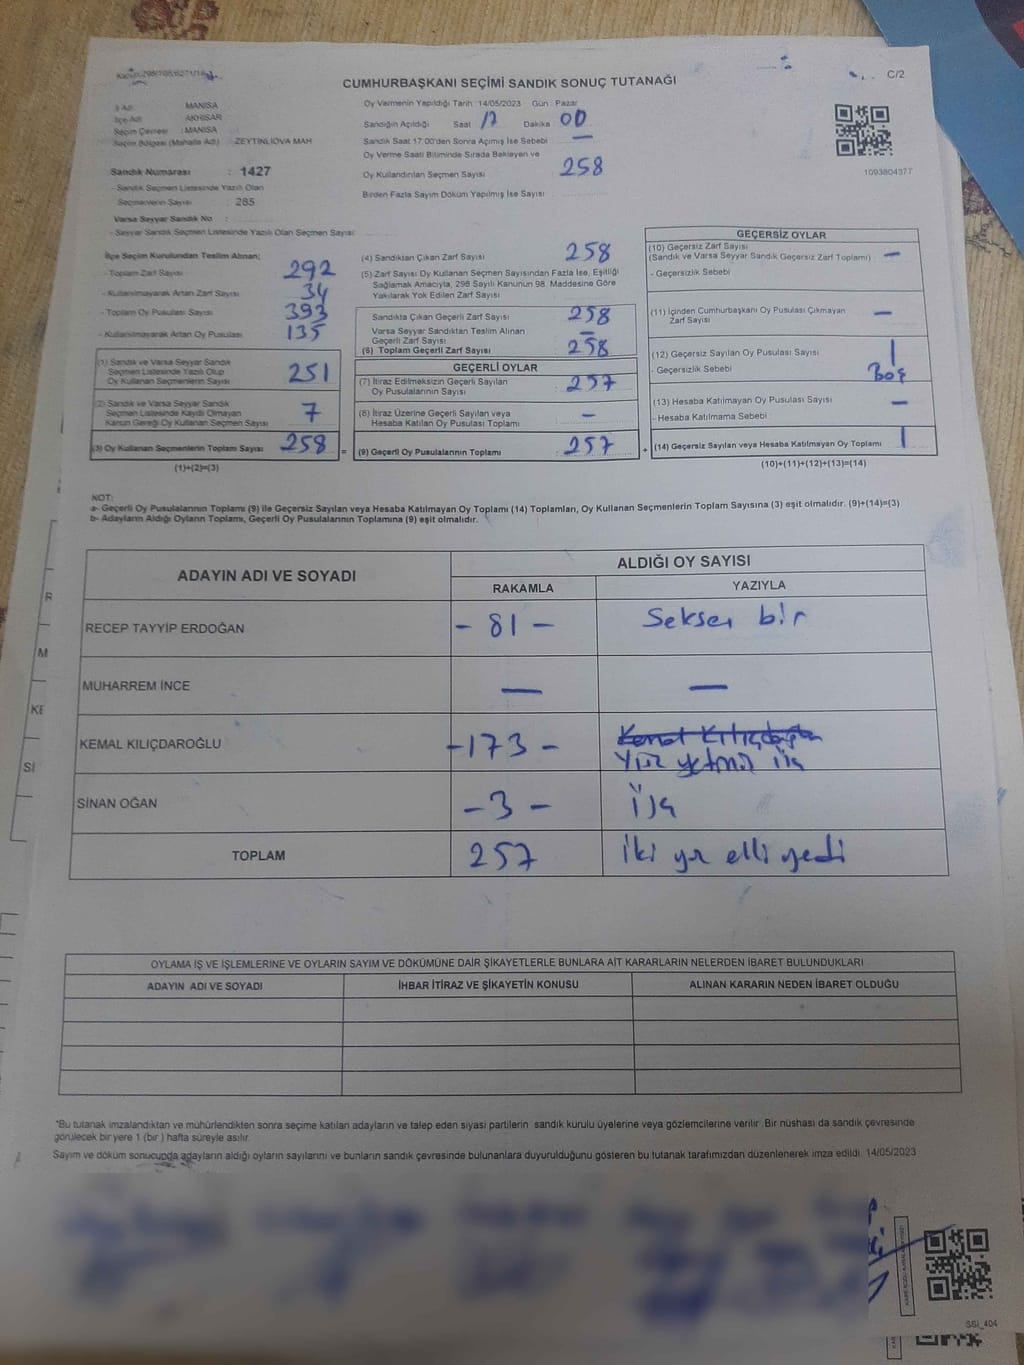 C/2
CUMHURBAŞKANI SEÇİMİ SANDIK SONUÇ TUTANAĞI
İl Adı : MANİSA
İlçe Adı : AKHİSAR
Seçim Çevresi : MANİSA
Seçim Bölgesi (Mahalle Adı) : ZEYTİNLİOVA MAH
Sandık Numarası : 1427
- Sandık Seçmen Listesinde Yazılı Olan
Seçmenlerin Sayısı : 285
Varsa Seyyar Sandık No :
- Seyyar Sandık Seçmen Listesinde Yazılı Olan Seçmen Sayısı
Oy Vermenin Yapıldığı Tarih : 14/05/2023 Gün : Pazar
Sandığın Açıldığı Saat 17 Dakika 00
Sandık Saat 17.00'den Sonra Açımış İse Sebebi —
Oy Verme Saati Bitiminde Sırada Bekleyen ve
Oy Kullandırılan Seçmen Sayısı 258
Birden Fazla Sayım Döküm Yapılmış İse Sayısı
1093804377
İlçe Seçim Kurulundan Teslim Alınan;
- Toplam Zarf Sayısı 292
- Kullanılmayarak Artan Zarf Sayısı 34
- Toplam Oy Pusulası Sayısı 393
- Kullanılmayarak Artan Oy Pusulası 135
(1) Sandık ve Varsa Seyyar Sandık
Seçmen Listesinde Yazılı Olup
Oy Kullanan Seçmenlerin Sayısı 251
(2) Sandık ve Varsa Seyyar Sandık
Seçmen Listesinde Kaydı Olmayan
Kanun Gereği Oy Kullanan Seçmen Sayısı 7
(3) Oy Kullanan Seçmenlerin Toplam Sayısı 258 =
(1)+(2)=(3)
(4) Sandıktan Çıkan Zarf Sayısı 258
(5) Zarf Sayısı Oy Kullanan Seçmen Sayısından Fazla İse, Eşitliği
Sağlamak Amacıyla, 298 Sayılı Kanunun 98. Maddesine Göre
Yakılarak Yok Edilen Zarf Sayısı
Sandıkta Çıkan Geçerli Zarf Sayısı : 258
Varsa Seyyar Sandıktan Teslim Alınan
Geçerli Zarf Sayısı : —
(6) Toplam Geçerli Zarf Sayısı : 258
GEÇERLİ OYLAR
(7) İtiraz Edilmeksizin Geçerli Sayılan
Oy Pusulalarının Sayısı : 257
(8) İtiraz Üzerine Geçerli Sayılan veya
Hesaba Katılan Oy Pusulası Toplamı : —
(9) Geçerli Oy Pusulalarının Toplamı : 257 +
GEÇERSİZ OYLAR
(10) Geçersiz Zarf Sayısı
(Sandık ve Varsa Seyyar Sandık Geçersiz Zarf Toplamı) : —
- Geçersizlik Sebebi
(11) İçinden Cumhurbaşkanı Oy Pusulası Çıkmayan
Zarf Sayısı : —
(12) Geçersiz Sayılan Oy Pusulası Sayısı : 1
- Geçersizlik Sebebi : Boş
(13) Hesaba Katılmayan Oy Pusulası Sayısı : —
- Hesaba Katılmama Sebebi
(14) Geçersiz Sayılan veya Hesaba Katılmayan Oy Toplamı : 1
(10)+(11)+(12)+(13)=(14)
NOT:
a- Geçerli Oy Pusulalarının Toplamı (9) ile Geçersiz Sayılan veya Hesaba Katılmayan Oy Toplamı (14) Toplamları, Oy Kullanan Seçmenlerin Toplam Sayısına (3) eşit olmalıdır. (9)+(14)=(3)
b- Adayların Aldığı Oyların Toplamı, Geçerli Oy Pusulalarının Toplamına (9) eşit olmalıdır.
ADAYIN ADI VE SOYADI ALDIĞI OY SAYISI
RAKAMLA YAZIYLA
RECEP TAYYİP ERDOĞAN - 81 - Seksen bir
MUHARREM İNCE — —
KEMAL KILIÇDAROĞLU -173 - Kemal Kılıçdaroğlu
Yüz yetmiş üç
SİNAN OĞAN - 3 - üç
TOPLAM 257 iki yüz elli yedi
OYLAMA İŞ VE İŞLEMLERİNE VE OYLARIN SAYIM VE DÖKÜMÜNE DAİR ŞİKAYETLERLE BUNLARA AİT KARARLARIN NELERDEN İBARET BULUNDUKLARI
ADAYIN ADI VE SOYADI İHBAR İTİRAZ VE ŞİKAYETİN KONUSU ALINAN KARARIN NEDEN İBARET OLDUĞU
*Bu tutanak imzalandıktan ve mühürlendikten sonra seçime katılan adayların ve talep eden siyasi partilerin sandık kurulu üyelerine veya gözlemcilerine verilir. Bir nüshası da sandık çevresinde
görülecek bir yere 1 (bir ) hafta süreyle asılır.
Sayım ve döküm sonucunda adayların aldığı oyların sayılarını ve bunların sandık çevresinde bulunanlara duyurulduğunu gösteren bu tutanak tarafımızdan düzenlenerek imza edildi. 14/05/2023
SSI_404